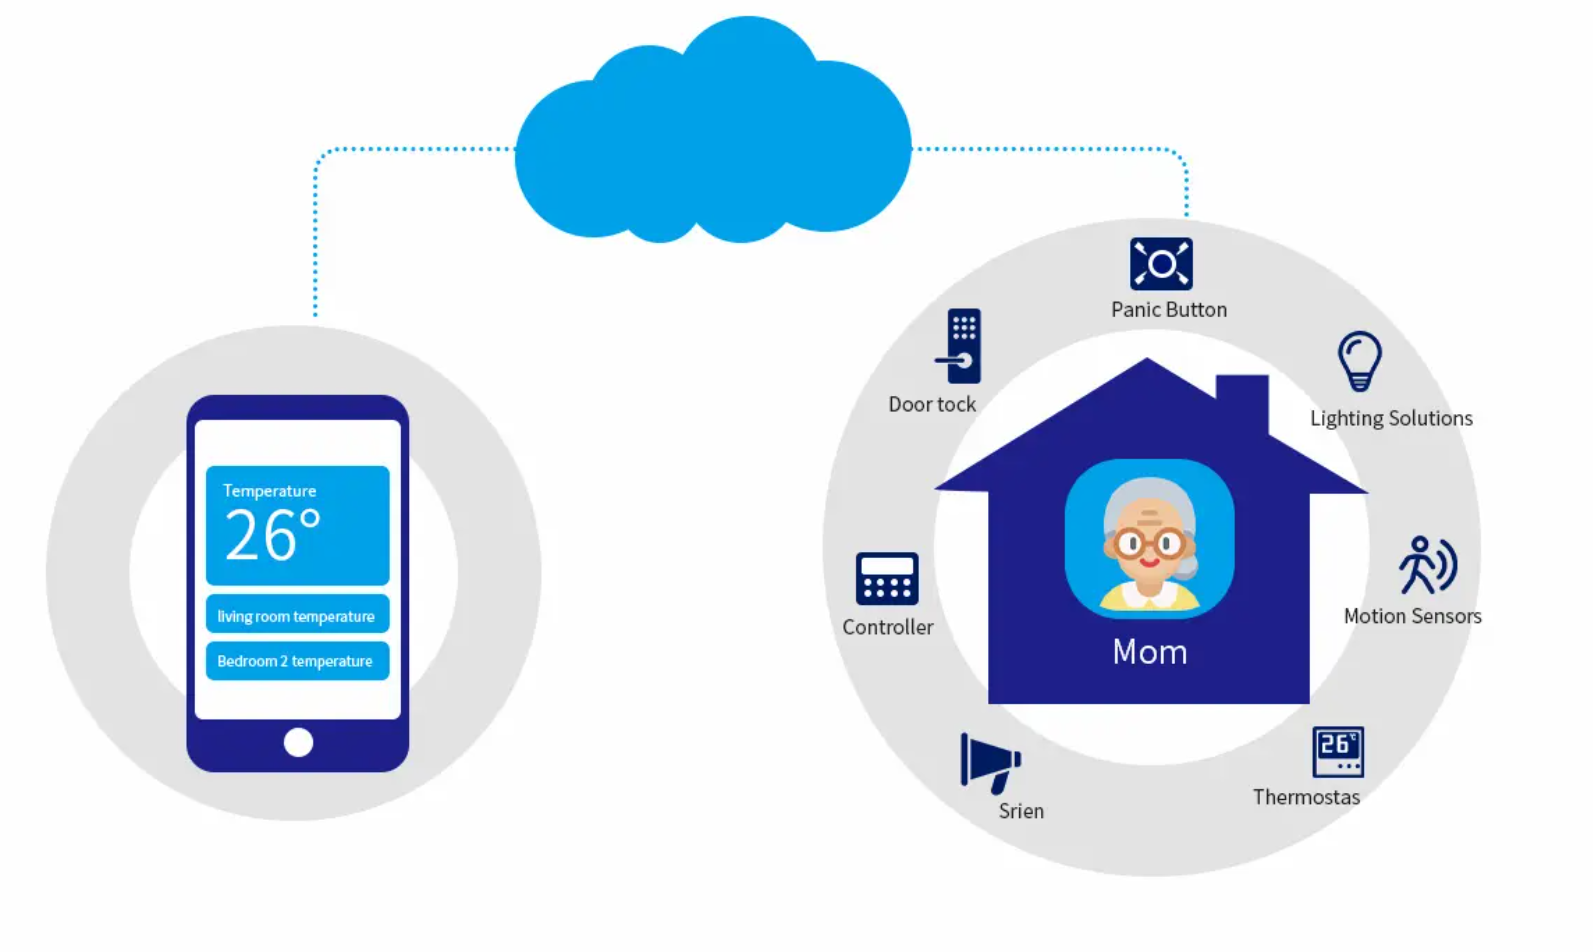 Temperature
26°
living room temperature
Bedroom 2 temperature
Panic Button
Door tock
Lighting Solutions
Controller
Motion Sensors
Mom
Srien
26℃
Thermostas